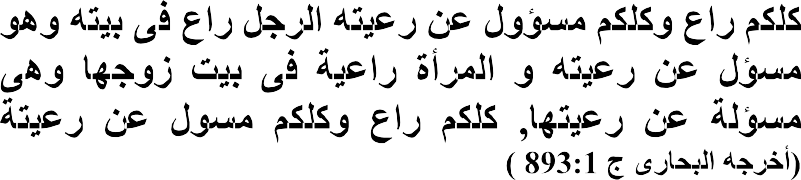 كلكم راع وكلكم مسؤول عن رعيته الرجل راع فى بيته وهو
مسؤل عن رعيته و المرأة راعية فى بيت زوجها وهى
مسؤلة عن رعيتها, كلكم راع وكلكم مسول عن رعيتة
(أخرجه البحارى ج 893:1 )